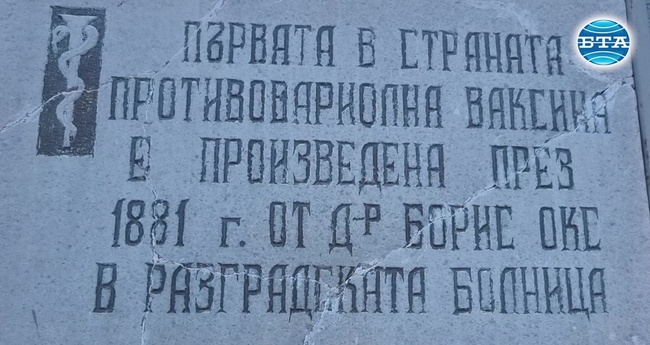 БТА
ПЪРВАТА В СТРАНАТА
ПРОТИВОВАРИОЛНА ВАКСИНА
Е ПРОИЗВЕДЕНА ПРЕЗ
1881 г. ОТ Д-Р БОРИС ОКС
В РАЗГРАДСКАТА БОЛНИЦА